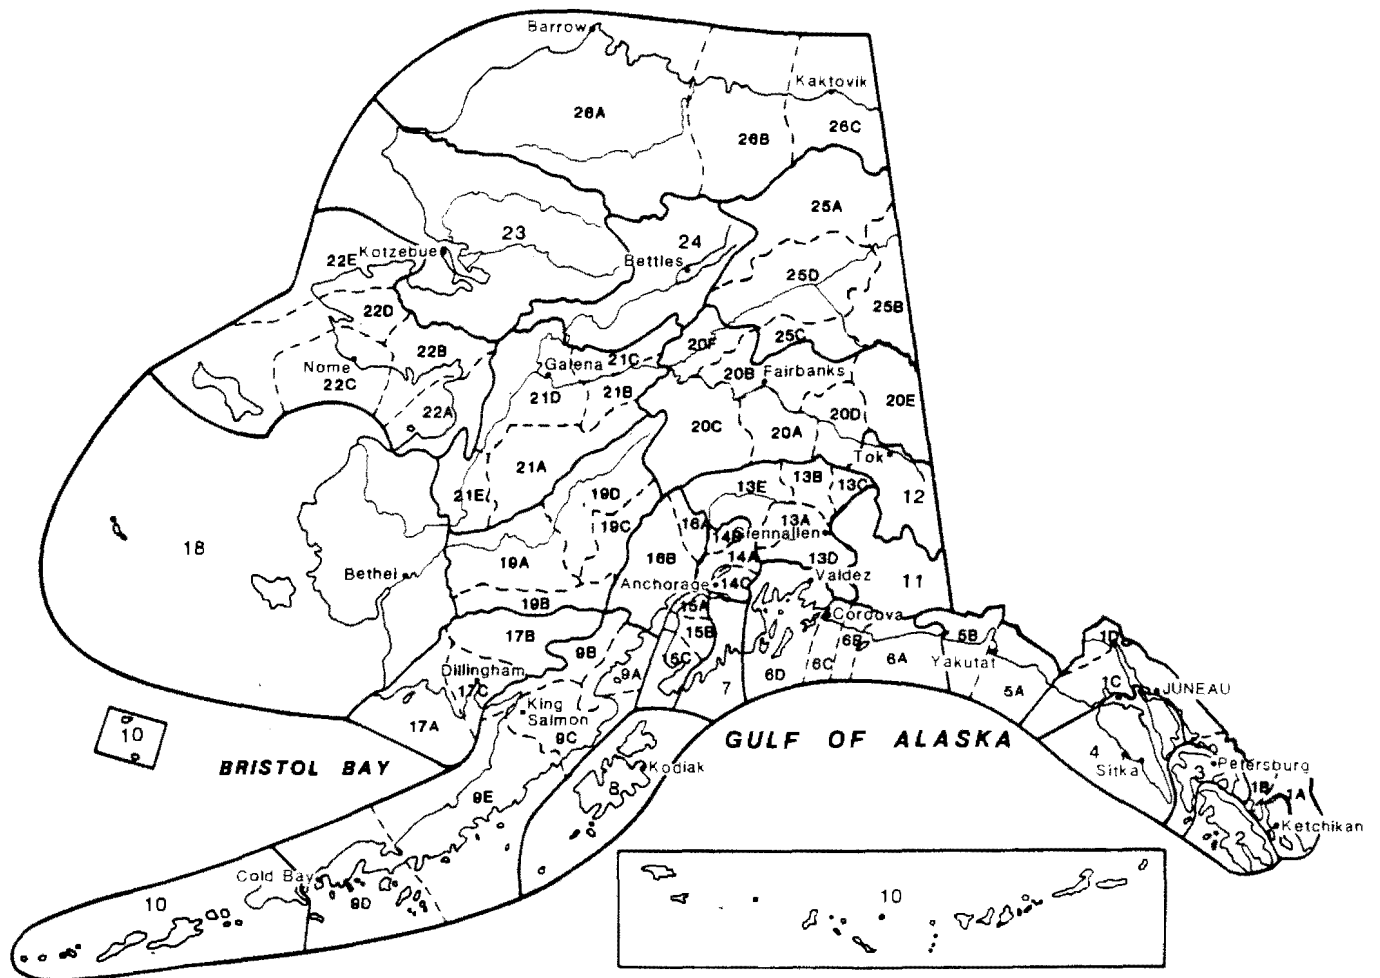 Barrow
Kaktovik
26A
26B
26C
25A
23
24
Kotzebue
Bettles
22E
25D
22D
25B
25C
20F
22B
21C
Galena
Nome
22C
20B
Fairbanks
21D
21B
22A
20D
20E
20C
20A
Tok
21A
21E
19D
13E
13B
13C
12
19C
16A
13A
Glennallen
14B
18
16B
14A
13D
19A
Bethel
Anchorage
14C
Valdez
11
19B
15A
Cordova
17B
15B
6B
5B
1D
9B
15C
6A
Yakutat
Dillingham
9A
6D
6C
17C
7
5A
1C
JUNEAU
17A
King
Salmon
9C
10
GULF OF ALASKA
BRISTOL BAY
4
Sitka
3
Petersburg
Kodiak
8
9E
1B
1A
Ketchikan
2
Cold Bay
9D
10
10